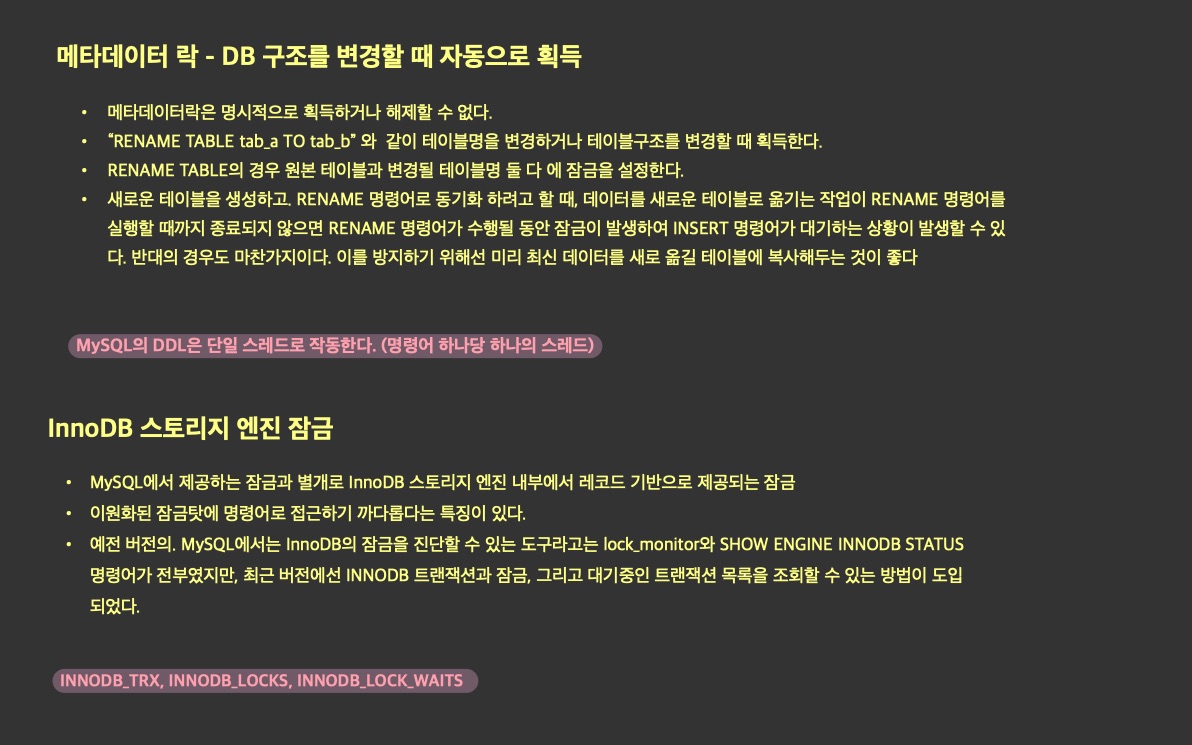 메타데이터 락 - DB 구조를 변경할 때 자동으로 획득
• 메타데이터락은 명시적으로 획득하거나 해제할 수 없다.
• “RENAME TABLE tab_a TO tab_b” 와 같이 테이블명을 변경하거나 테이블구조를 변경할 때 획득한다.
• RENAME TABLE의 경우 원본 테이블과 변경될 테이블명 둘 다 에 잠금을 설정한다.
• 새로운 테이블을 생성하고. RENAME 명령어로 동기화 하려고 할 때, 데이터를 새로운 테이블로 옮기는 작업이 RENAME 명령어를
실행할 때까지 종료되지 않으면 RENAME 명령어가 수행될 동안 잠금이 발생하여 INSERT 명령어가 대기하는 상황이 발생할 수 있
다. 반대의 경우도 마찬가지이다. 이를 방지하기 위해선 미리 최신 데이터를 새로 옮길 테이블에 복사해두는 것이 좋다
MySQL의 DDL은 단일 스레드로 작동한다. (명령어 하나당 하나의 스레드)
InnoDB 스토리지 엔진 잠금
• MySQL에서 제공하는 잠금과 별개로 InnoDB 스토리지 엔진 내부에서 레코드 기반으로 제공되는 잠금
• 이원화된 잠금탓에 명령어로 접근하기 까다롭다는 특징이 있다.
• 예전 버전의. MySQL에서는 InnoDB의 잠금을 진단할 수 있는 도구라고는 lock_monitor와 SHOW ENGINE INNODB STATUS
명령어가 전부였지만, 최근 버전에선 INNODB 트랜잭션과 잠금, 그리고 대기중인 트랜잭션 목록을 조회할 수 있는 방법이 도입
되었다.
INNODB_TRX, INNODB_LOCKS, INNODB_LOCK_WAITS